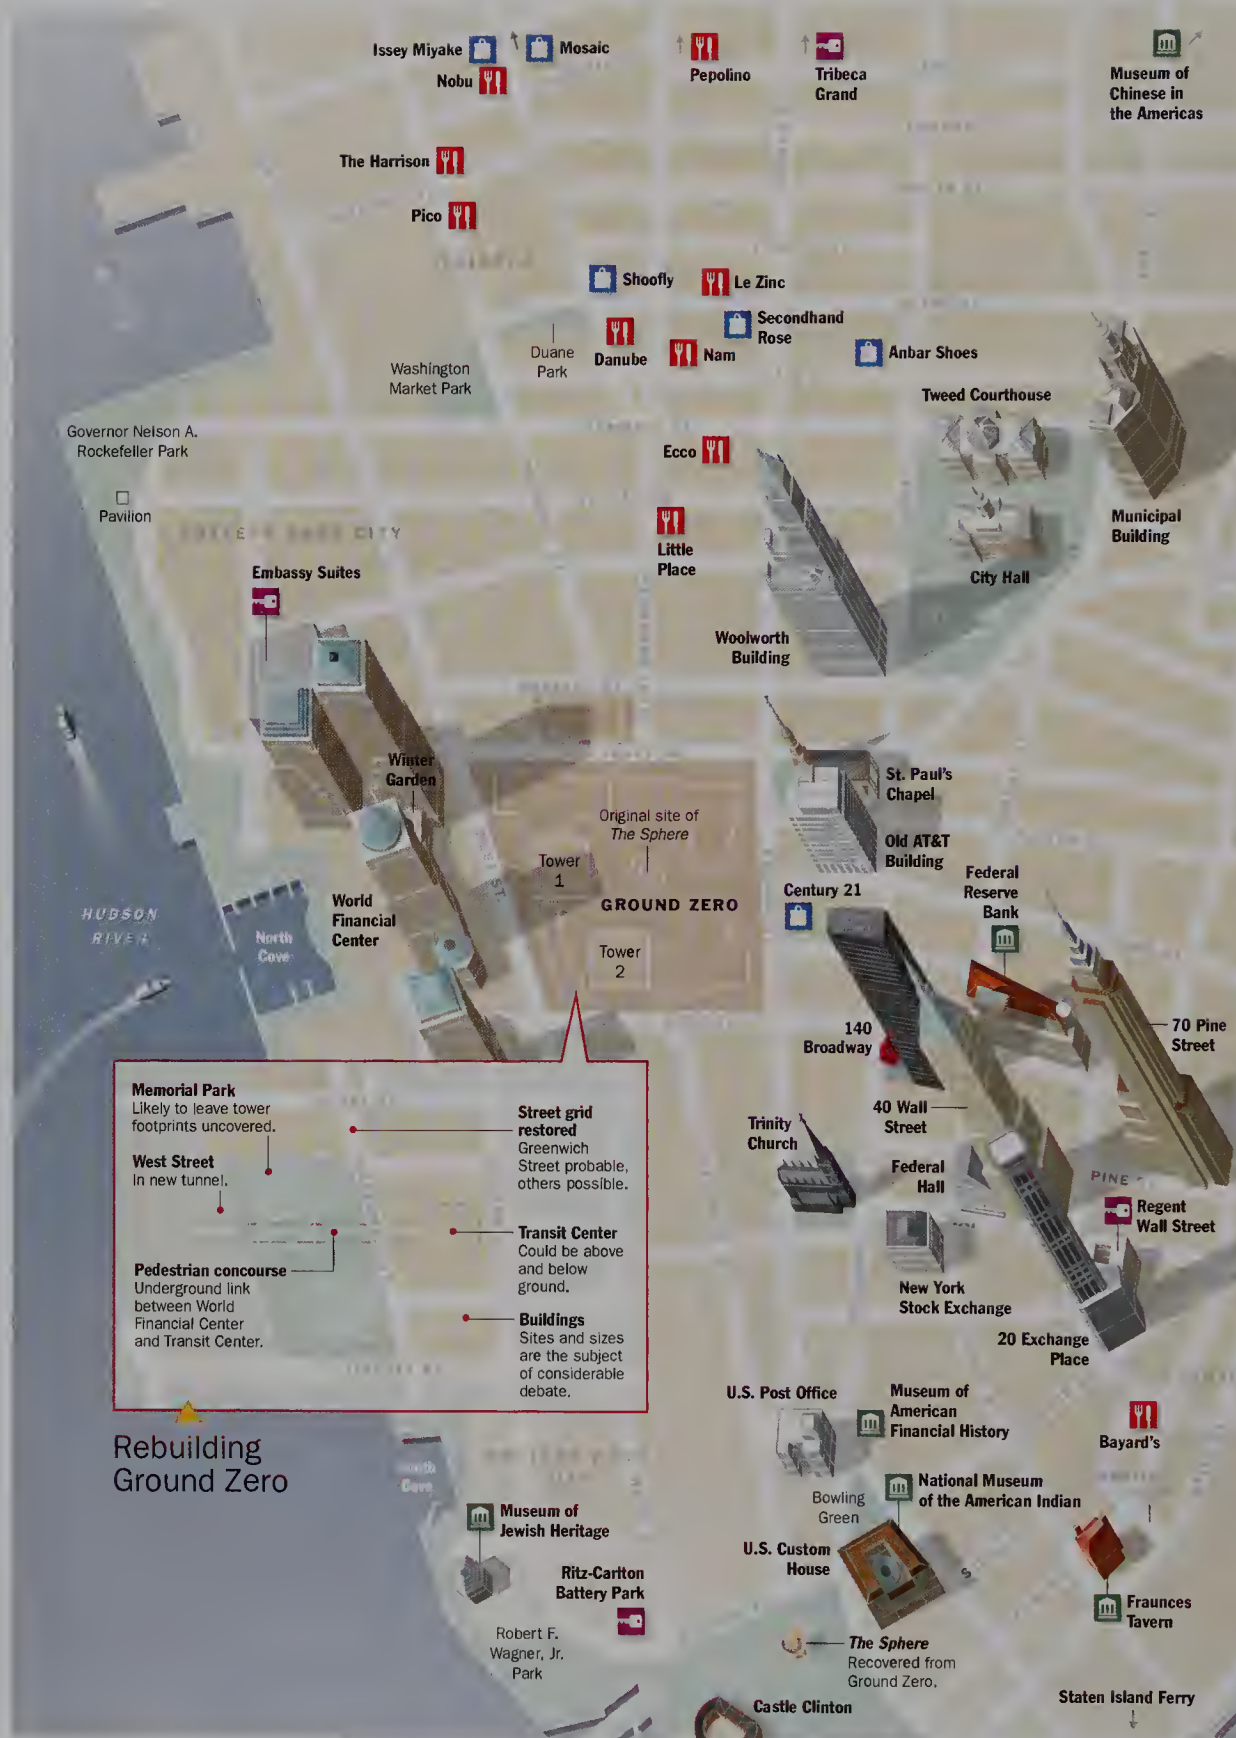 Issey Miyake
Mosaic
Nobu
Pepolino
Tribeca
Grand
Museum of
Chinese in
the Americas
The Harrison
Pico
Shoofly
Le Zinc
Secondhand
Rose
Duane
Park
Danube
Nam
Anbar Shoes
Washington
Market Park
Tweed Courthouse
Governor Nelson A.
Rockefeller Park
Ecco
Pavilion
Little
Place
Municipal
Building
CITY
Embassy Suites
City Hall
Woolworth
Building
Winter
Garden
St. Paul's
Chapel
Original site of
The Sphere
Old AT&T
Building
Tower
1
ST.
GROUND ZERO
Century 21
Federal
Reserve
Bank
World
Financial
Center
HUDSON
RIVER
North
Cove
Tower
2
140
Broadway
70 Pine
Street
Memorial Park
Likely to leave tower
footprints uncovered.
West Street
In new tunnel.
Street grid
restored
Greenwich
Street probable,
others possible.
Transit Center
Could be above
and below
ground.
Pedestrian concourse
Underground link
between World
Financial Center
and Transit Center.
Buildings
Sites and sizes
are the subject
of considerable
debate.
Rebuilding
Ground Zero
40 Wall
Street
Trinity
Church
Federal
Hall
PINE
Regent
Wall Street
New York
Stock Exchange
20 Exchange
Place
U.S. Post Office
Museum of
American
Financial History
Bayard's
Cove
National Museum
of the American Indian
Bowling
Green
Museum of
Jewish Heritage
U.S. Custom
House
Ritz-Carlton
Battery Park
Fraunces
Tavern
Robert F.
Wagner, Jr.
Park
The Sphere
Recovered from
Ground Zero.
Castle Clinton
Staten Island Ferry